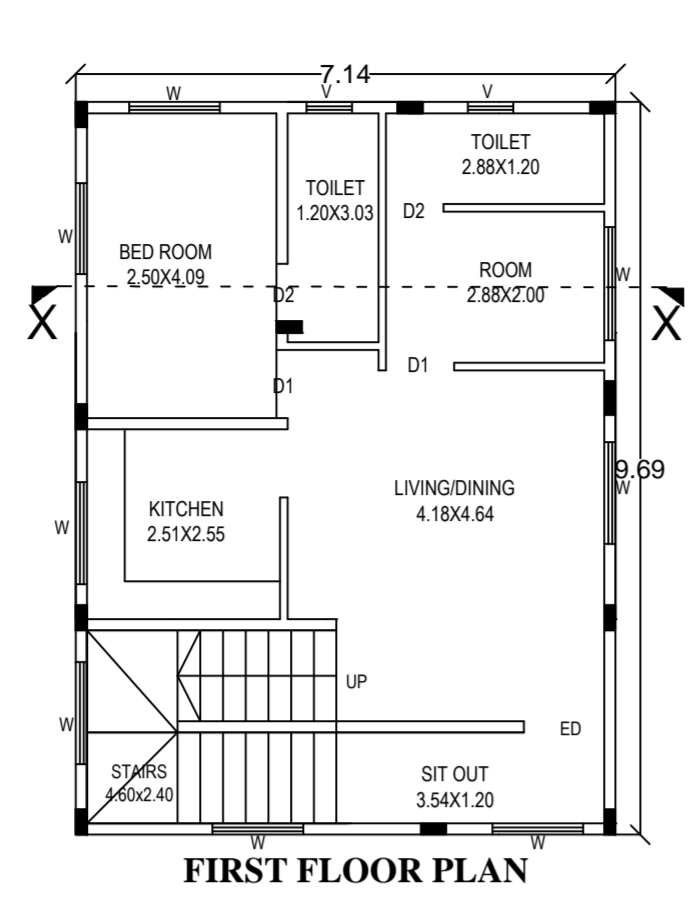 7.14
W
V
V
TOILET
2.88X1.20
TOILET
1.20X3.03
D2
W
BED ROOM
2.50X4.09
ROOM
2.88X2.00
W
D2
X
X
D1
D1
9.69
LIVING/DINING
4.18X4.64
W
KITCHEN
2.51X2.55
W
UP
W
ED
STAIRS
4.60x2.40
SIT OUT
3.54X1.20
W
W
FIRST FLOOR PLAN